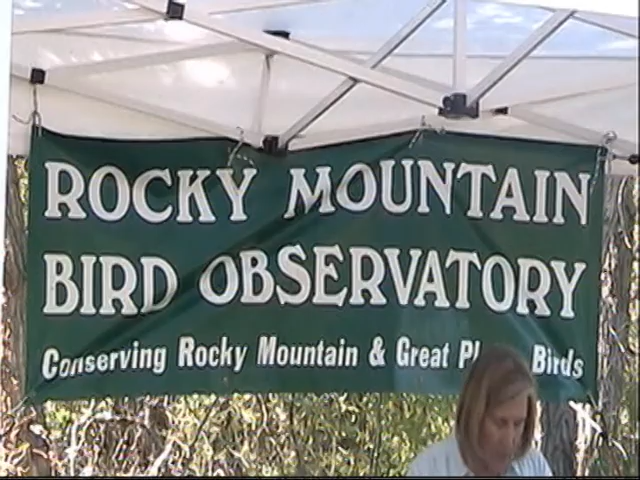 ROCKY MOUNTAIN
BIRD OBSERVATORY
Conserving Rocky Mountain & Great Birds